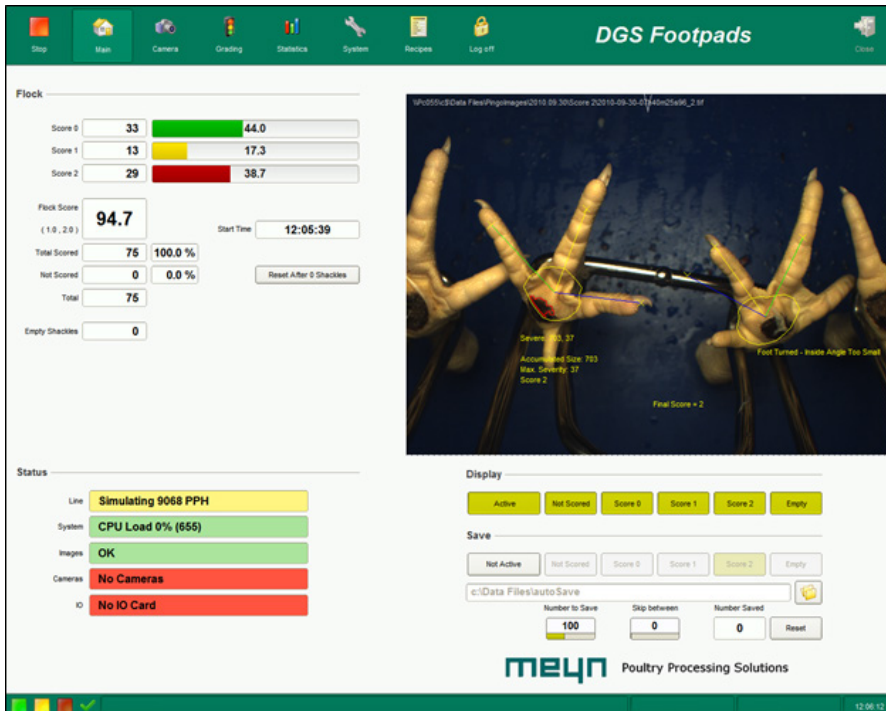 DGS Footpads
Stop
Main
Camera
Grading
Statistics
System
Recipes
Log off
Close
Flock
Score 0 33 44.0
Score 1 13 17.3
Score 2 29 38.7
Flock Score
(1.0 , 2.0)
94.7
Start Time 12:05:39
Total Scored 75 100.0 %
Not Scored 0 0.0 %
Reset After 0 Shackles
Total 75
Empty Shackles 0
Accumulated Size: 703
Max. Severity: 37
Score 2
Foot Turned - Inside Angle Too Small
Final Score = 2
Status
Line Simulating 9068 PPH
System CPU Load 0% (655)
Images OK
Cameras No Cameras
IO No IO Card
Display
Active Not Scored Score 0 Score 1 Score 2 Empty
Save
Not Active Not Scored Score 0 Score 1 Score 2 Empty
c:\Data Files\autoSave
Number to Save Skip between Number Saved
100 0 0 Reset
meyn Poultry Processing Solutions
12:06:12